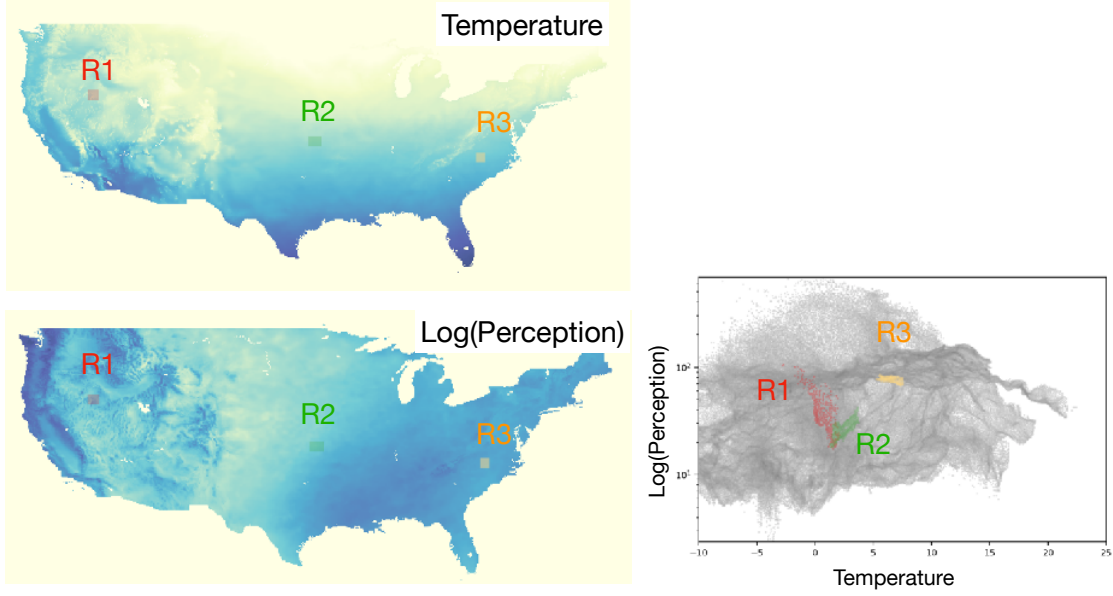 Temperature
R1
R2
R3
Log(Perception)
R1
R2
R3
Log(Perception)
10²
10¹
R3
R1
R2
−10
−5
0
5
10
15
20
25
Temperature